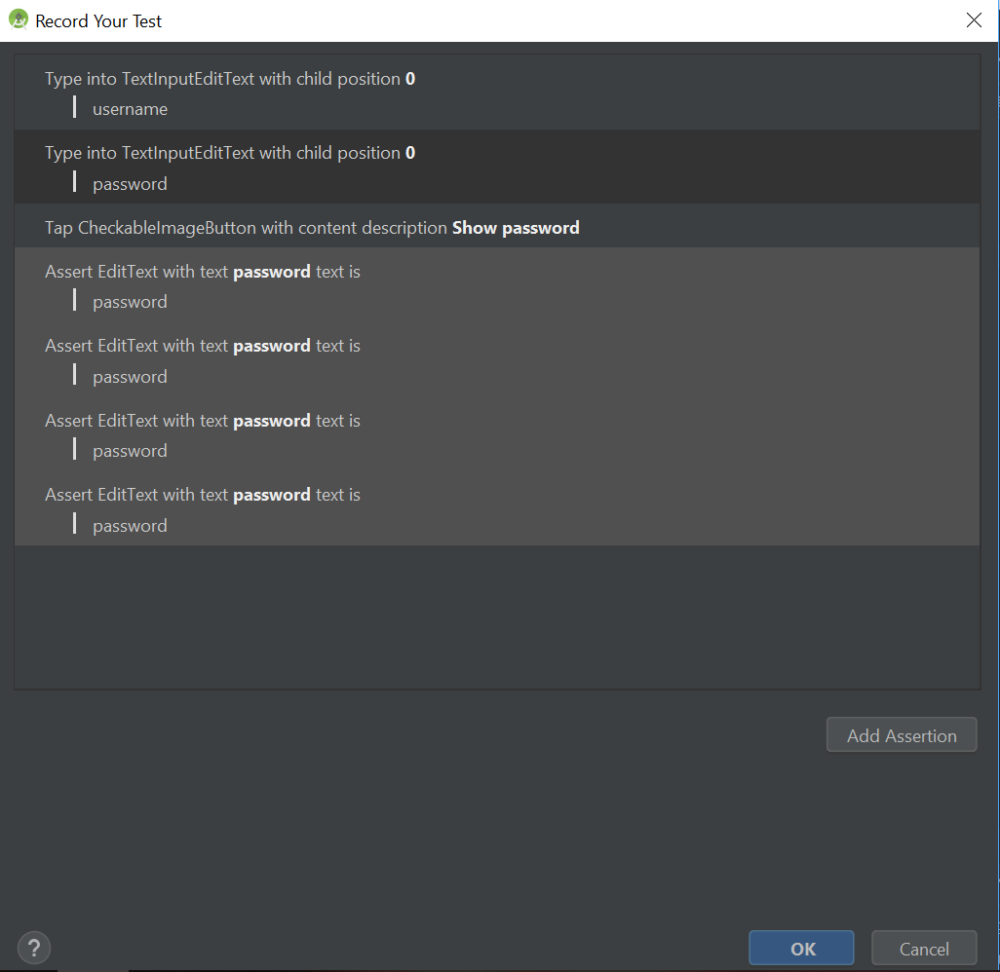 Record Your Test
Type into TextInputEditText with child position 0
username
Type into TextInputEditText with child position 0
password
Tap CheckableImageButton with content description Show password
Assert EditText with text password text is
password
Assert EditText with text password text is
password
Assert EditText with text password text is
password
Assert EditText with text password text is
password
Add Assertion
?
OK
Cancel